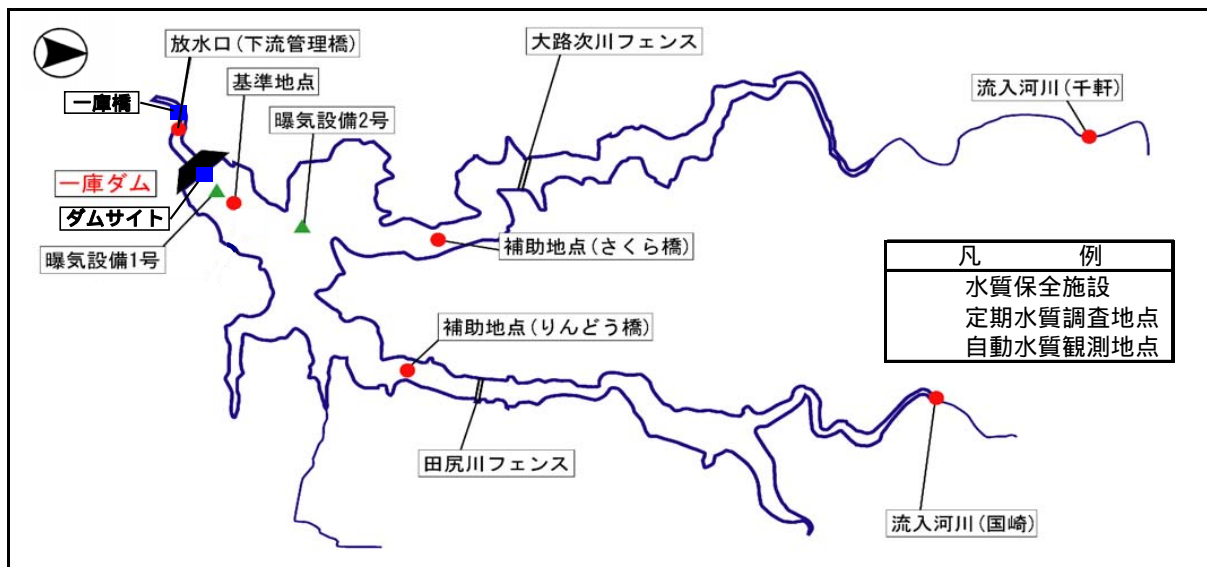 放水口(下流管理橋)
大路次川フェンス
基準地点
流入河川(千軒)
一庫橋
曝気設備2号
一庫ダム
ダムサイト
曝気設備1号
補助地点(さくら橋)
凡 例
水質保全施設
定期水質調査地点
自動水質観測地点
補助地点(りんどう橋)
田尻川フェンス
流入河川(国崎)